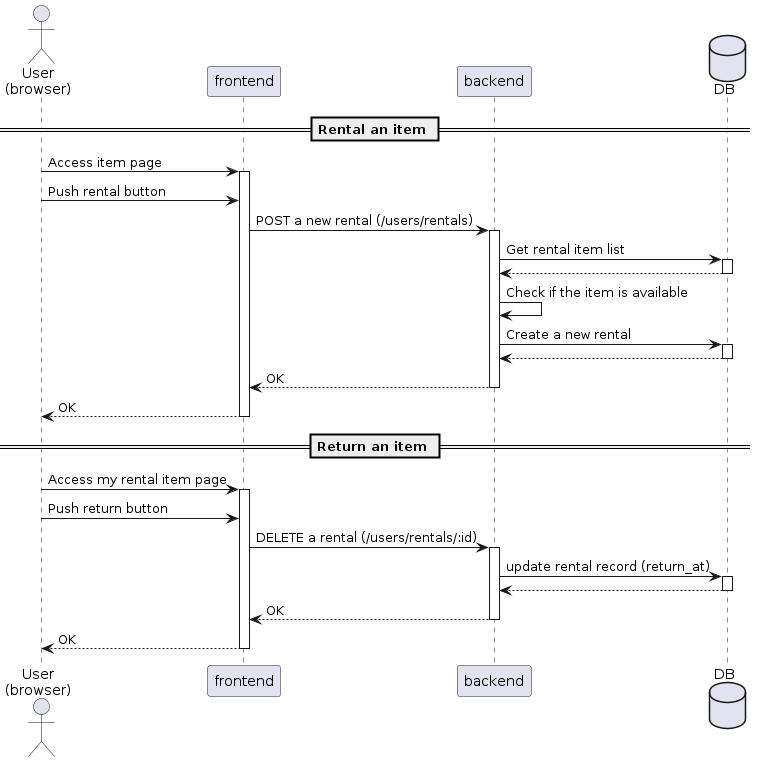 User
(browser)
frontend
backend
DB
Rental an item
Access item page
Push rental button
POST a new rental (/users/rentals)
Get rental item list
Check if the item is available
Create a new rental
OK
OK
Return an item
Access my rental item page
Push return button
DELETE a rental (/users/rentals/:id)
update rental record (return_at)
OK
OK
User
(browser)
frontend
backend
DB